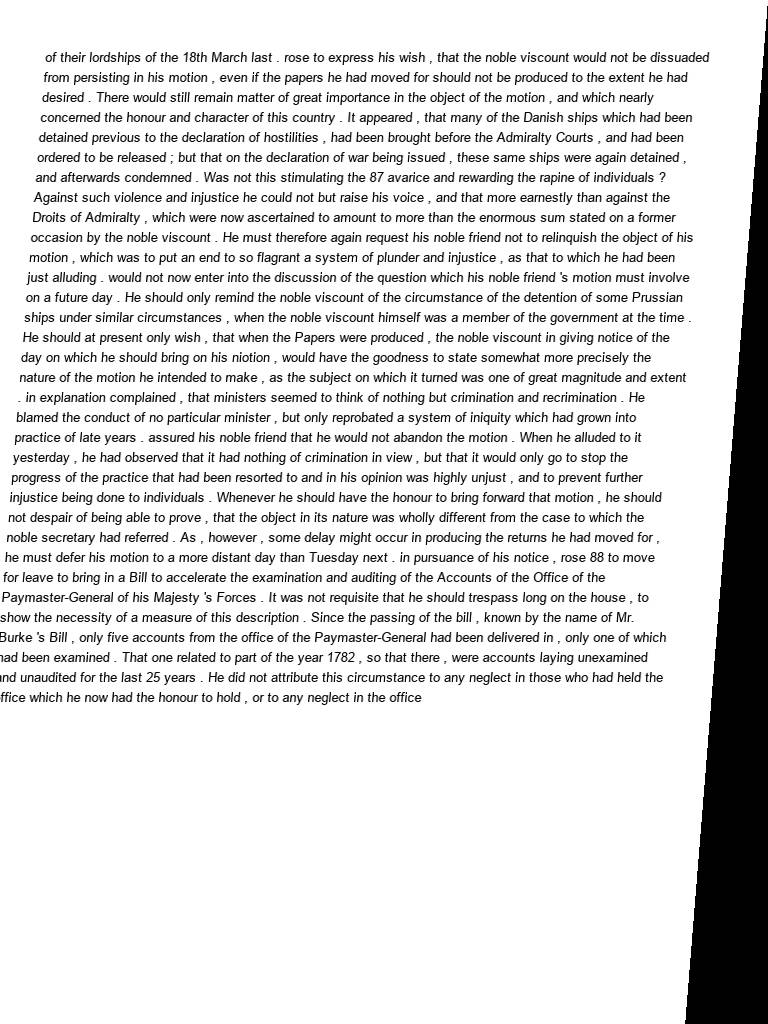 of their lordships of the 18th March last . rose to express his wish , that the noble viscount would not be dissuaded
from persisting in his motion , even if the papers he had moved for should not be produced to the extent he had
desired . There would still remain matter of great importance in the object of the motion , and which nearly
concerned the honour and character of this country . It appeared , that many of the Danish ships which had been
detained previous to the declaration of hostilities , had been brought before the Admiralty Courts , and had been
ordered to be released ; but that on the declaration of war being issued , these same ships were again detained ,
and afterwards condemned . Was not this stimulating the 87 avarice and rewarding the rapine of individuals ?
Against such violence and injustice he could not but raise his voice , and that more earnestly than against the
Droits of Admiralty , which were now ascertained to amount to more than the enormous sum stated on a former
occasion by the noble viscount . He must therefore again request his noble friend not to relinquish the object of his
motion , which was to put an end to so flagrant a system of plunder and injustice , as that to which he had been
just alluding . would not now enter into the discussion of the question which his noble friend 's motion must involve
on a future day . He should only remind the noble viscount of the circumstance of the detention of some Prussian
ships under similar circumstances , when the noble viscount himself was a member of the government at the time .
He should at present only wish , that when the Papers were produced , the noble viscount in giving notice of the
day on which he should bring on his niotion , would have the goodness to state somewhat more precisely the
nature of the motion he intended to make , as the subject on which it turned was one of great magnitude and extent
. in explanation complained , that ministers seemed to think of nothing but crimination and recrimination . He
blamed the conduct of no particular minister , but only reprobated a system of iniquity which had grown into
practice of late years . assured his noble friend that he would not abandon the motion . When he alluded to it
yesterday , he had observed that it had nothing of crimination in view , but that it would only go to stop the
progress of the practice that had been resorted to and in his opinion was highly unjust , and to prevent further
injustice being done to individuals . Whenever he should have the honour to bring forward that motion , he should
not despair of being able to prove , that the object in its nature was wholly different from the case to which the
noble secretary had referred . As , however , some delay might occur in producing the returns he had moved for ,
he must defer his motion to a more distant day than Tuesday next . in pursuance of his notice , rose 88 to move
for leave to bring in a Bill to accelerate the examination and auditing of the Accounts of the Office of the
Paymaster-General of his Majesty 's Forces . It was not requisite that he should trespass long on the house , to
show the necessity of a measure of this description . Since the passing of the bill , known by the name of Mr.
Burke 's Bill , only five accounts from the office of the Paymaster-General had been delivered in , only one of which
had been examined . That one related to part of the year 1782 , so that there , were accounts laying unexamined
and unaudited for the last 25 years . He did not attribute this circumstance to any neglect in those who had held the
office which he now had the honour to hold , or to any neglect in the office